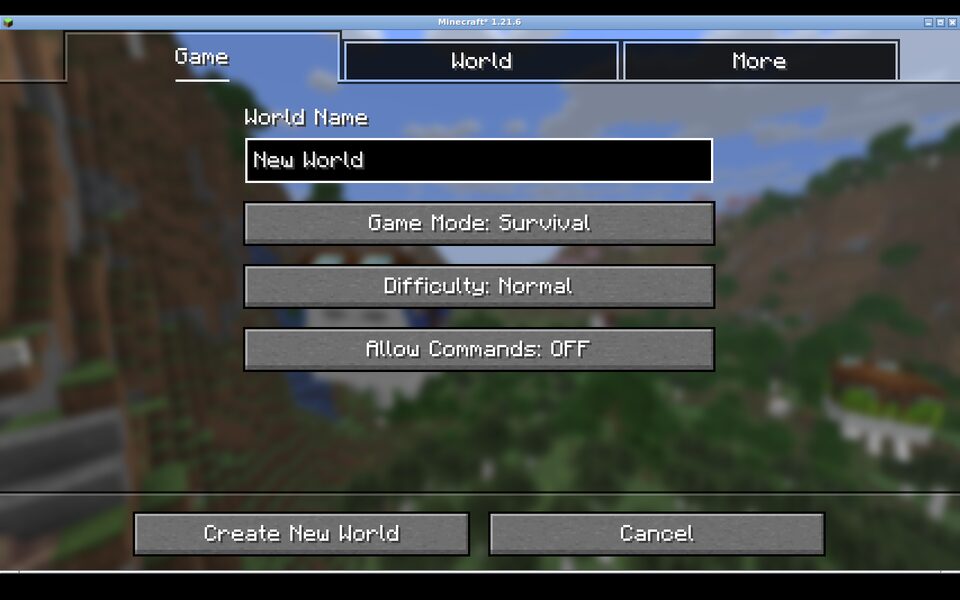 Minecraft* 1.21.6
Game
World
More
World Name
New World
Game Mode: Survival
Difficulty: Normal
Allow Commands: OFF
Create New World
Cancel